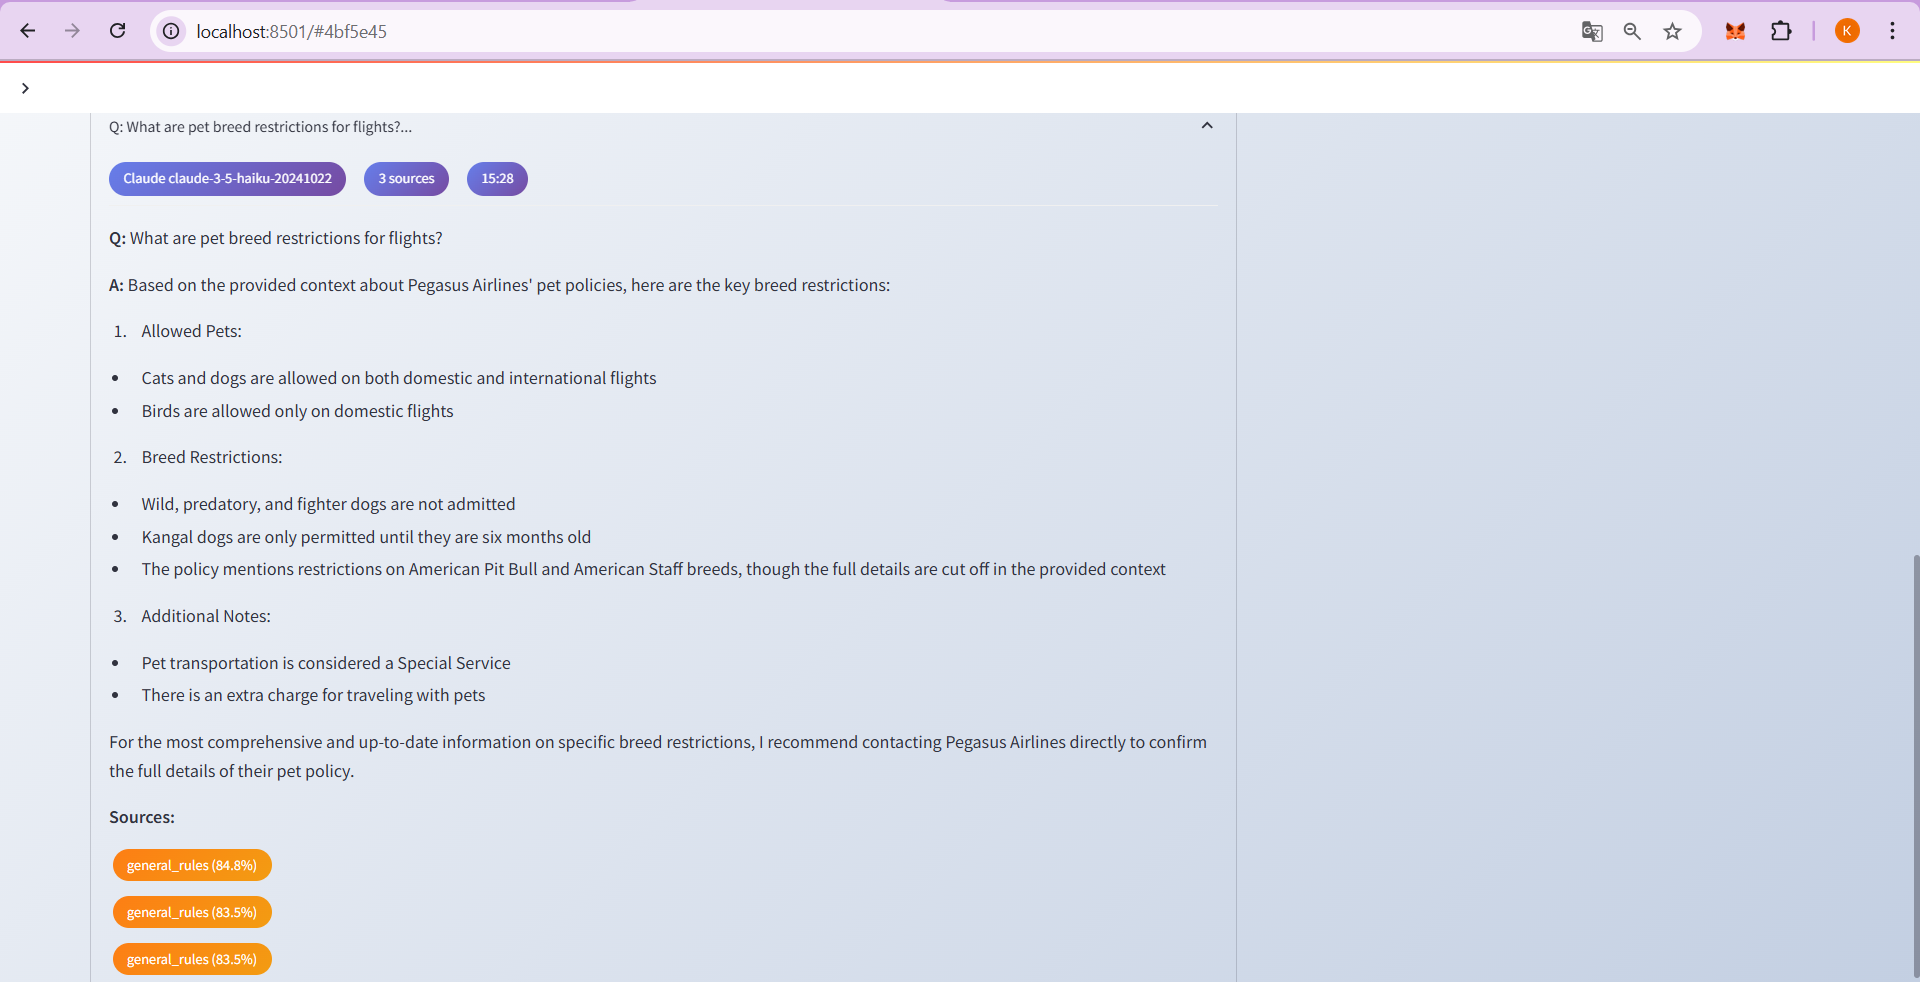 localhost:8501/#4bf5e45
K
Q: What are pet breed restrictions for flights?...
Claude claude-3-5-haiku-20241022
3 sources
15:28
Q: What are pet breed restrictions for flights?
A: Based on the provided context about Pegasus Airlines' pet policies, here are the key breed restrictions:
1. Allowed Pets:
• Cats and dogs are allowed on both domestic and international flights
• Birds are allowed only on domestic flights
2. Breed Restrictions:
• Wild, predatory, and fighter dogs are not admitted
• Kangal dogs are only permitted until they are six months old
• The policy mentions restrictions on American Pit Bull and American Staff breeds, though the full details are cut off in the provided context
3. Additional Notes:
• Pet transportation is considered a Special Service
• There is an extra charge for traveling with pets
For the most comprehensive and up-to-date information on specific breed restrictions, I recommend contacting Pegasus Airlines directly to confirm
the full details of their pet policy.
Sources:
general_rules (84.8%)
general_rules (83.5%)
general_rules (83.5%)